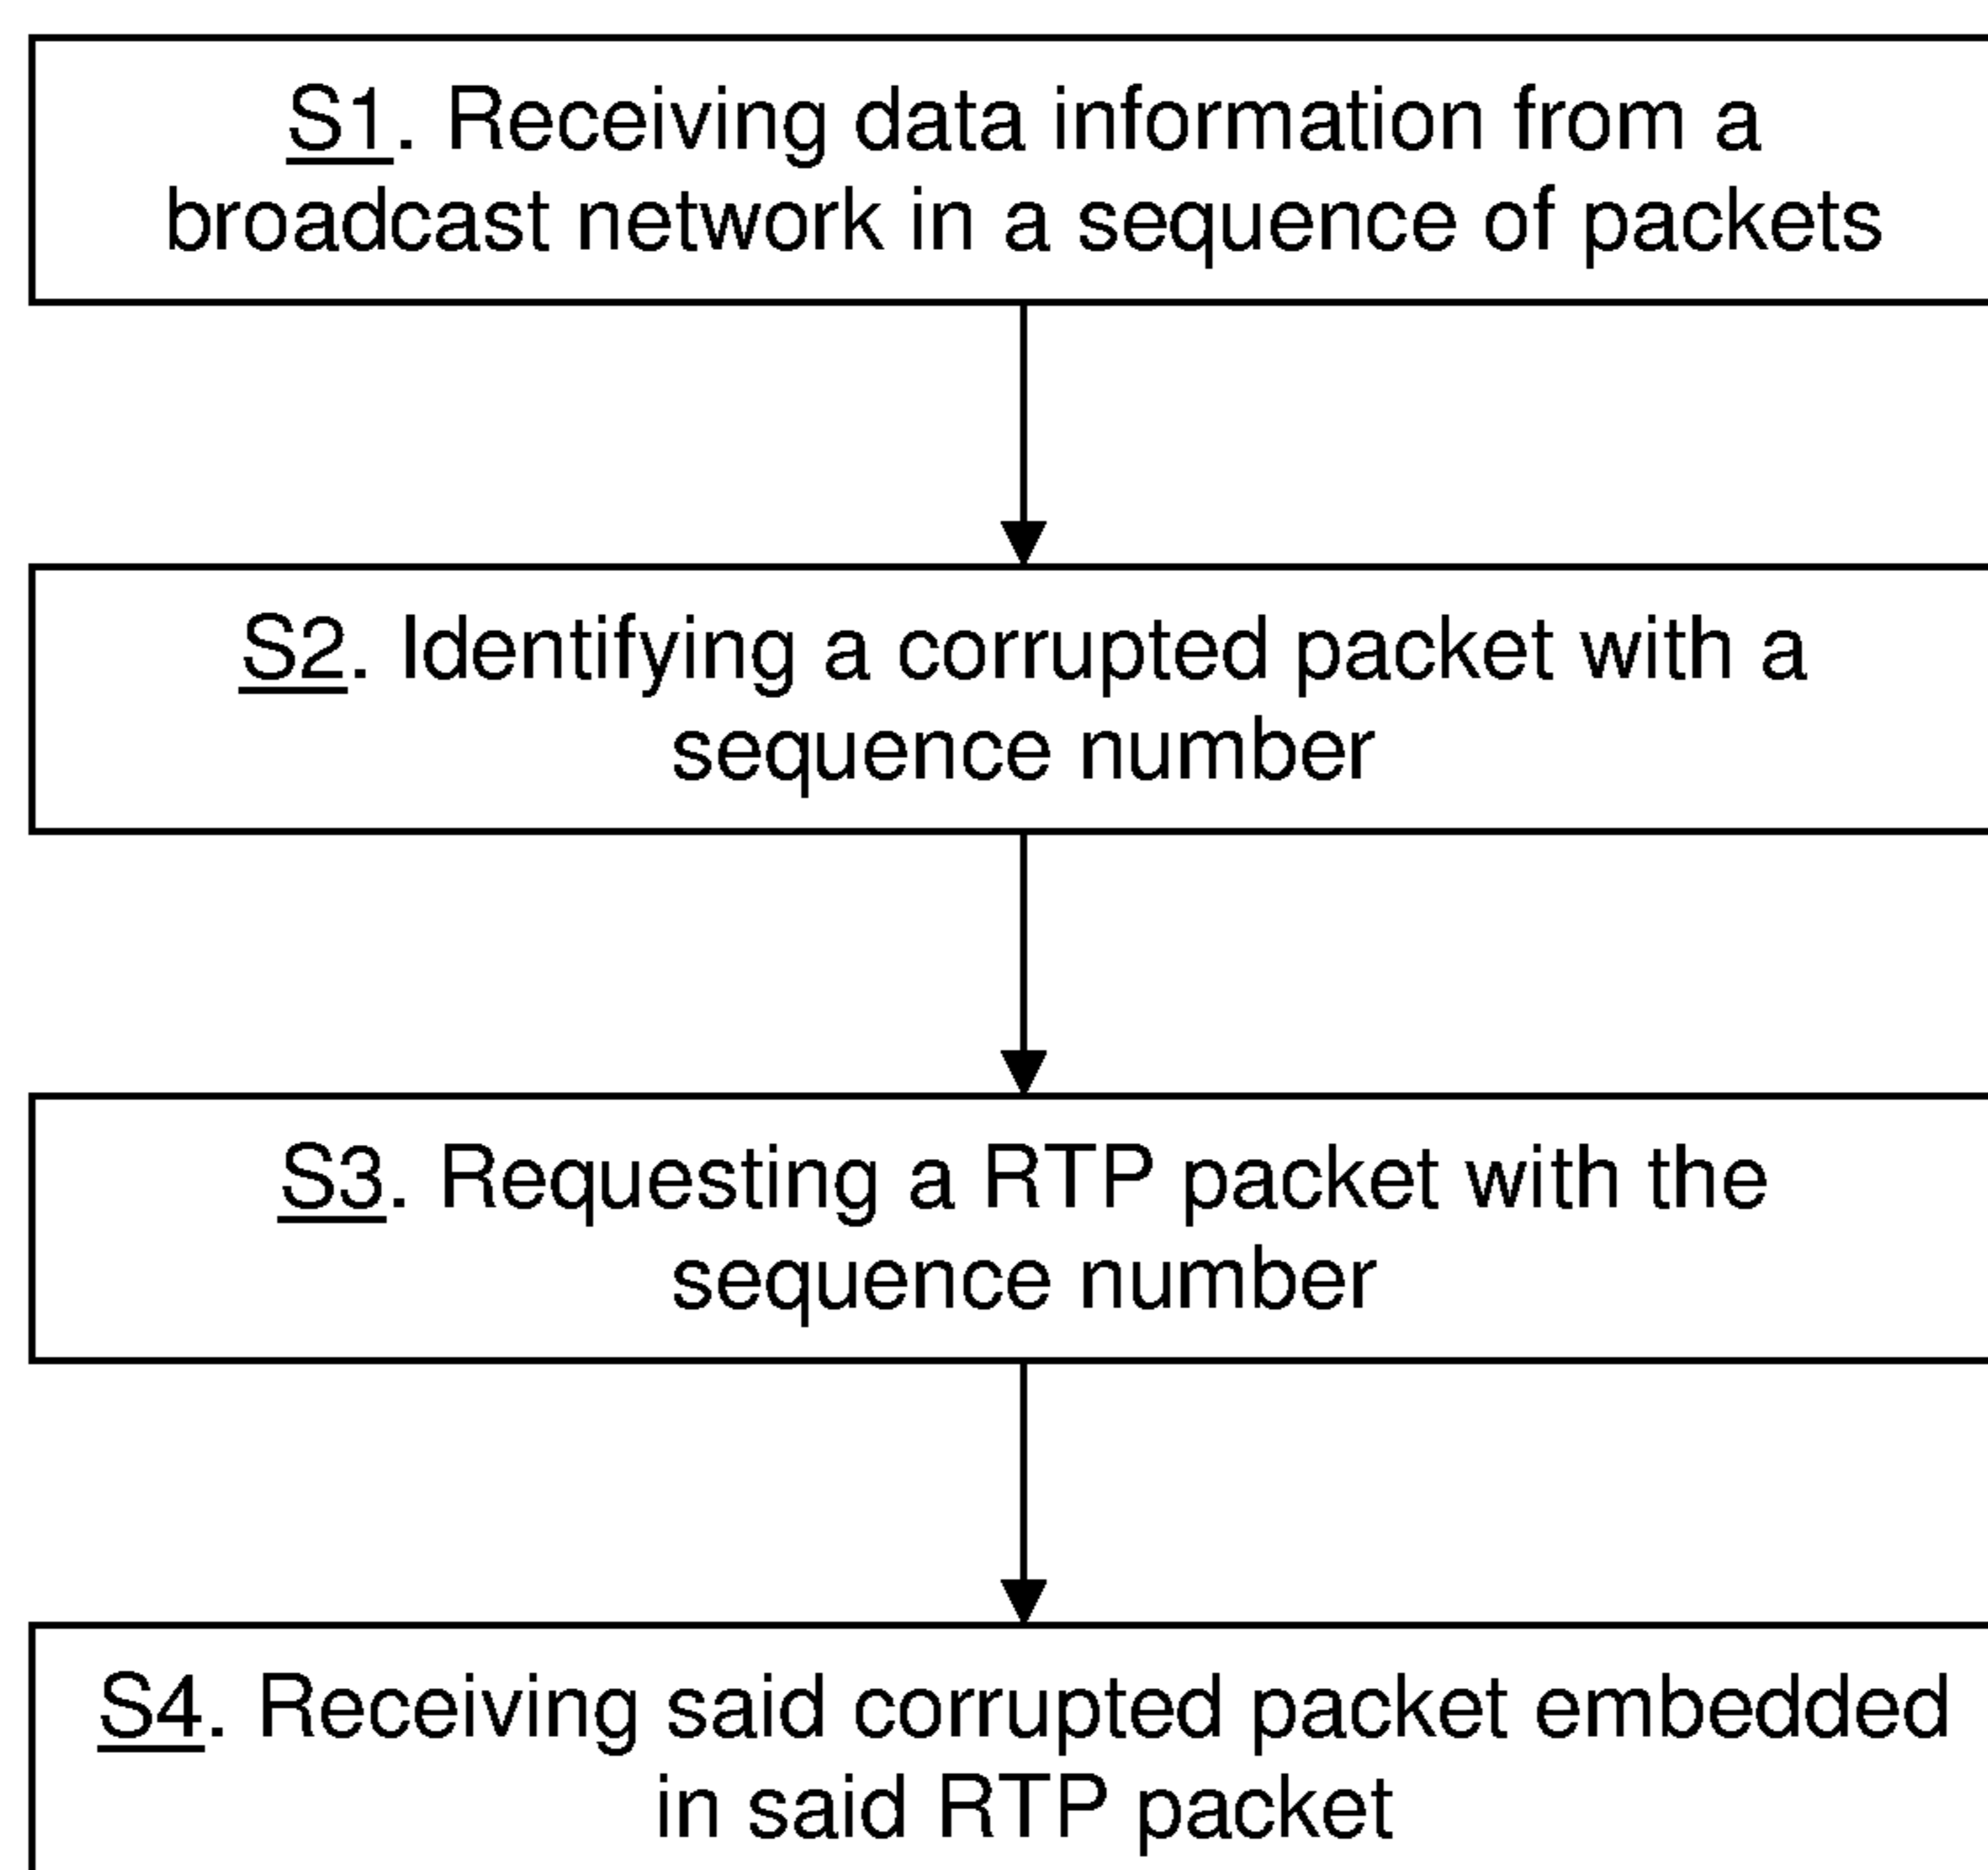 S1. Receiving data information from a
broadcast network in a sequence of packets
S2. Identifying a corrupted packet with a
sequence number
S3. Requesting a RTP packet with the
sequence number
S4. Receiving said corrupted packet embedded
in said RTP packet